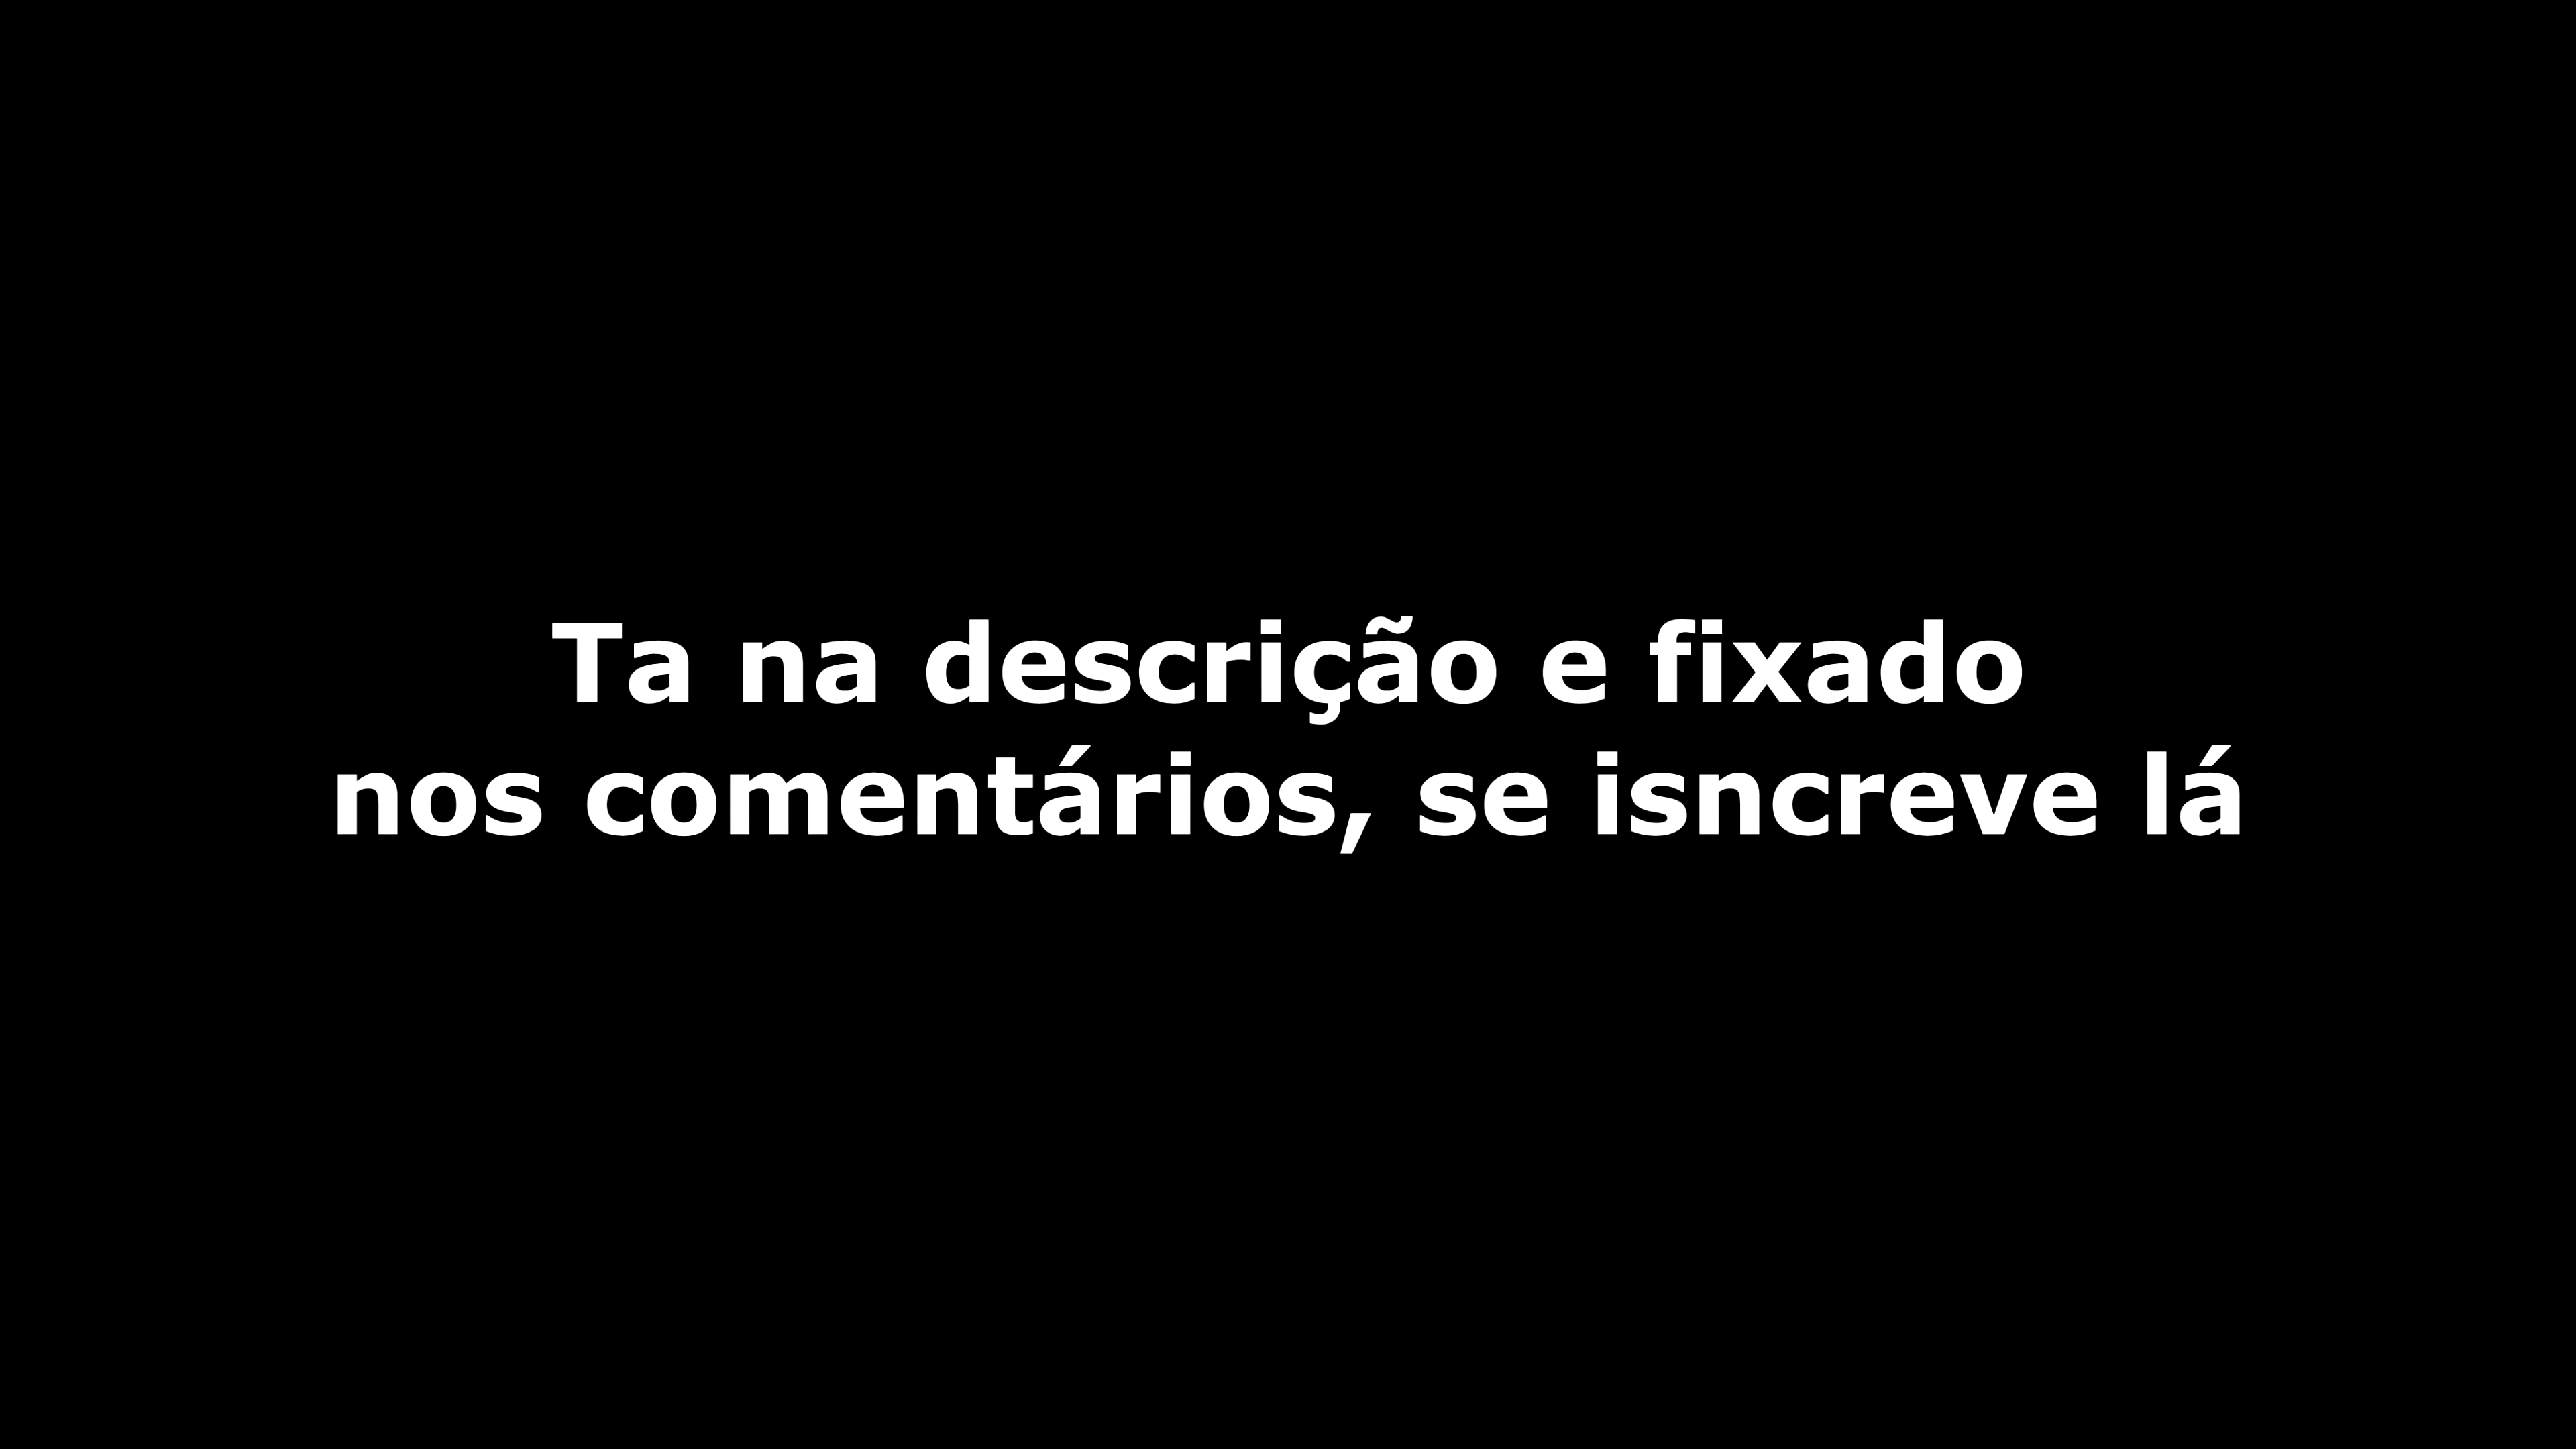 Ta na descrição e fixado
nos comentários, se isncreve lá